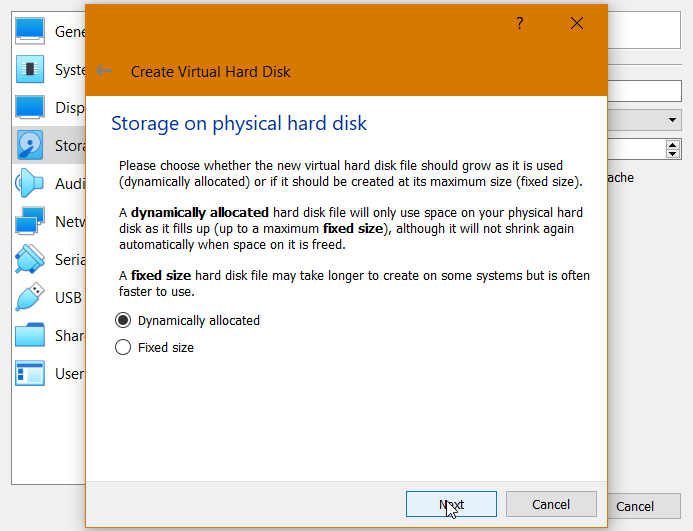 ?
Create Virtual Hard Disk
Gene
Syste
Disp
Stora
Audi
Netw
Seria
USB
Shar
User
ache
Storage on physical hard disk
Please choose whether the new virtual hard disk file should grow as it is used
(dynamically allocated) or if it should be created at its maximum size (fixed size).
A dynamically allocated hard disk file will only use space on your physical hard
disk as it fills up (up to a maximum fixed size), although it will not shrink again
automatically when space on it is freed.
A fixed size hard disk file may take longer to create on some systems but is often
faster to use.
Dynamically allocated
Fixed size
Next
Cancel
Cancel